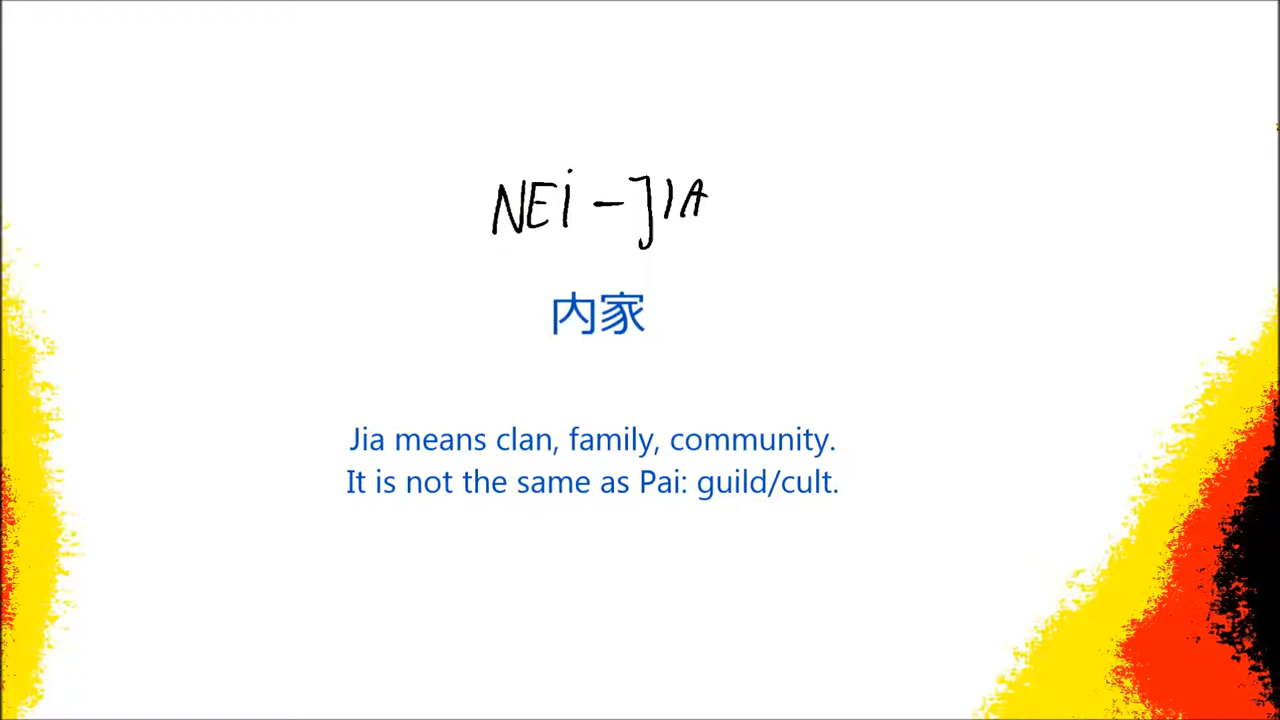 NEi - JIA
内家
Jia means clan, family, community.
It is not the same as Pai: guild/cult.